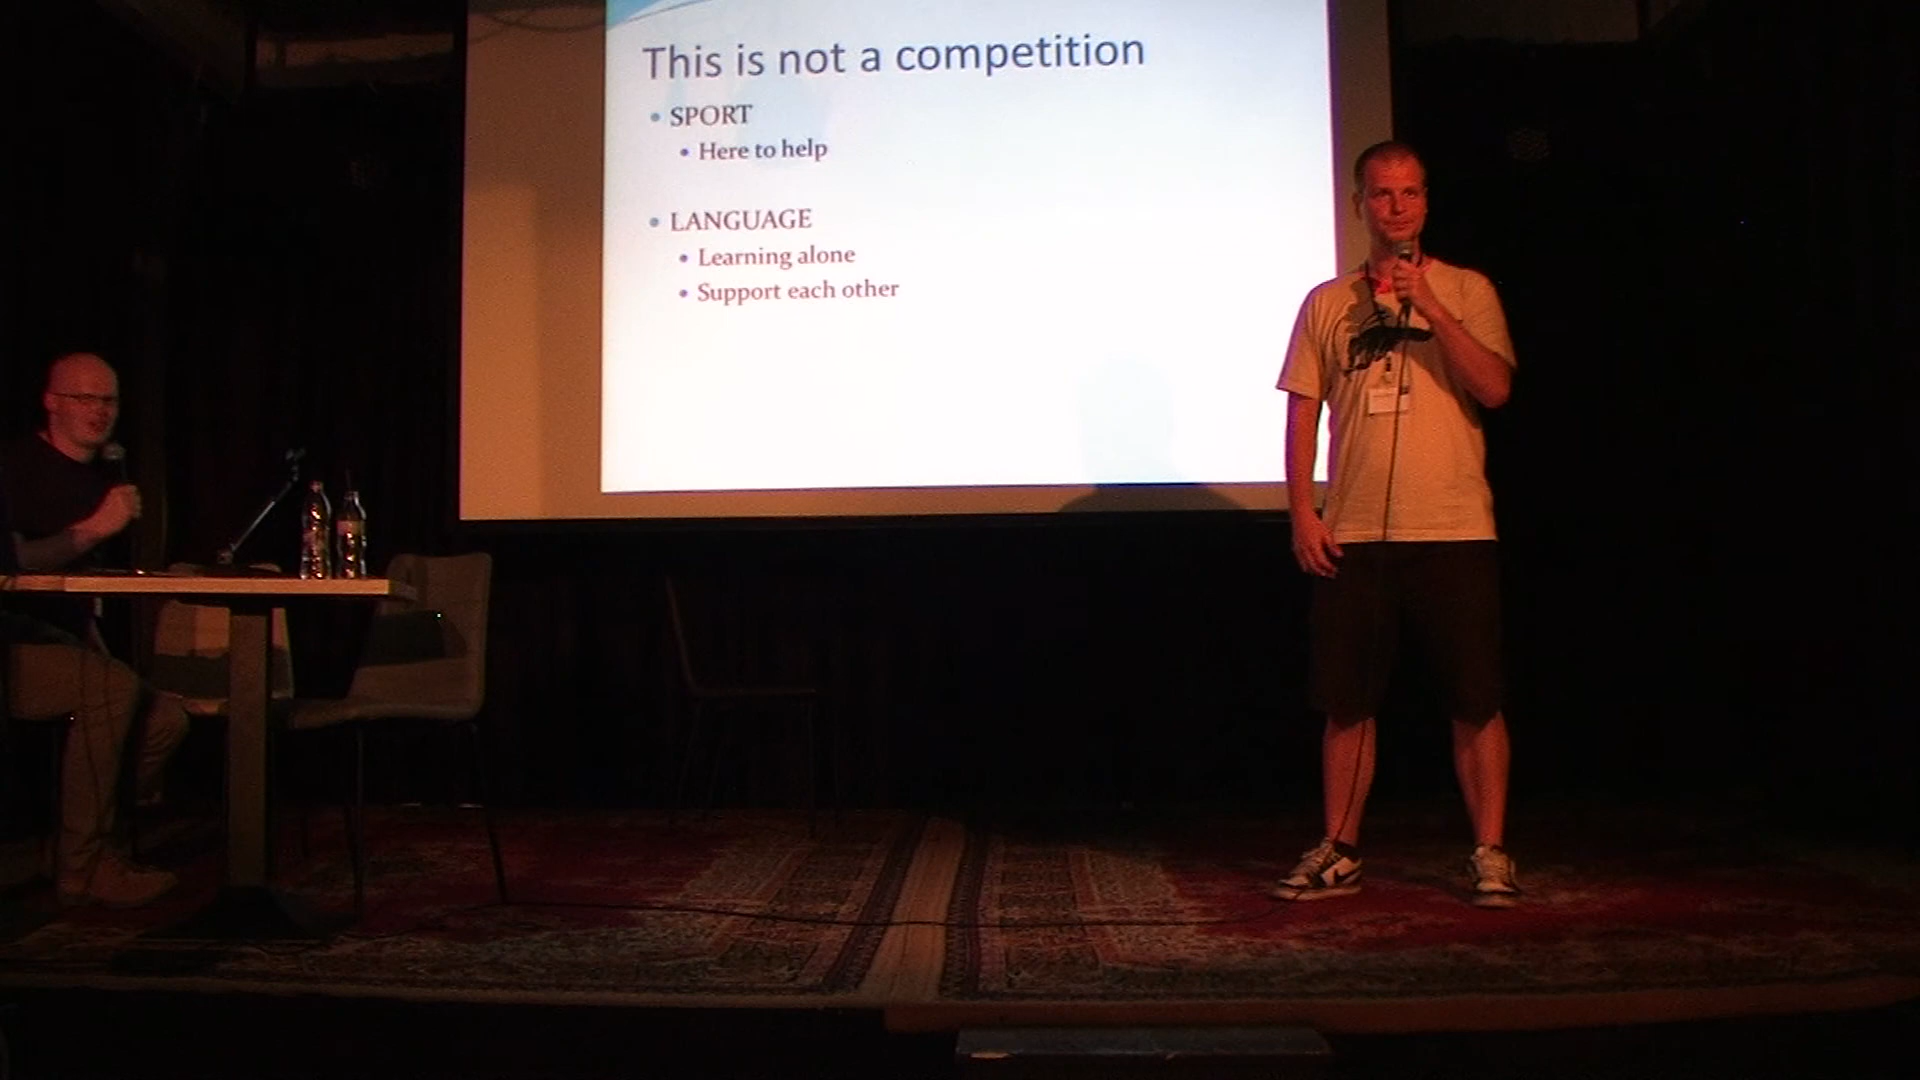 This is not a competition
• SPORT
• Here to help
• LANGUAGE
• Learning alone
• Support each other